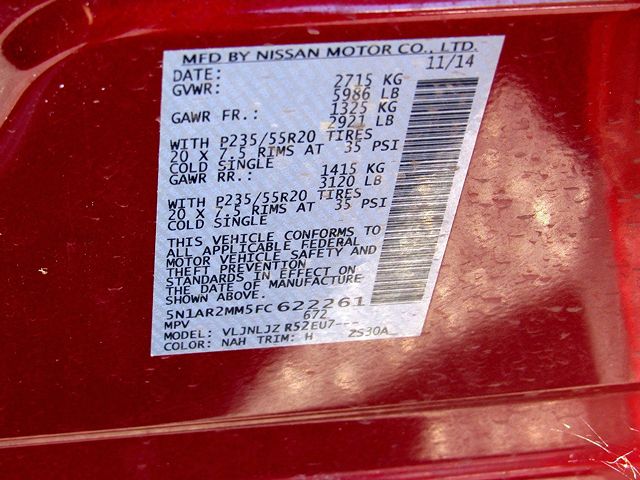 MFD BY NISSAN MOTOR CO., LTD.
DATE: 11/14
GVWR: 2715 KG
5986 LB
GAWR FR.: 1325 KG
2921 LB
WITH P235/55R20 TIRES
20 X 7.5 RIMS AT 35 PSI
COLD SINGLE
GAWR RR.: 1415 KG
3120 LB
WITH P235/55R20 TIRES
20 X 7.5 RIMS AT 35 PSI
COLD SINGLE
THIS VEHICLE CONFORMS TO
ALL APPLICABLE FEDERAL
MOTOR VEHICLE SAFETY AND
THEFT PREVENTION
STANDARDS IN EFFECT ON
THE DATE OF MANUFACTURE
SHOWN ABOVE.
5N1AR2MM5FC622261
MPV 672
MODEL: VLJNLJZ R52EU7---
COLOR: NAH TRIM: H ZS30A